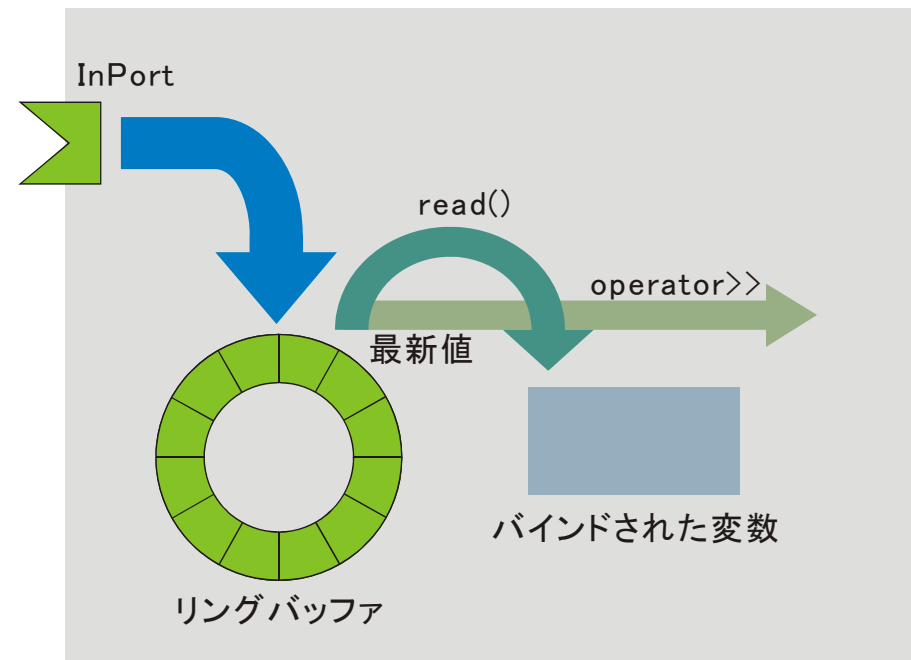 InPort
read()
operator>>
最新値
バインドされた変数
リングバッファ